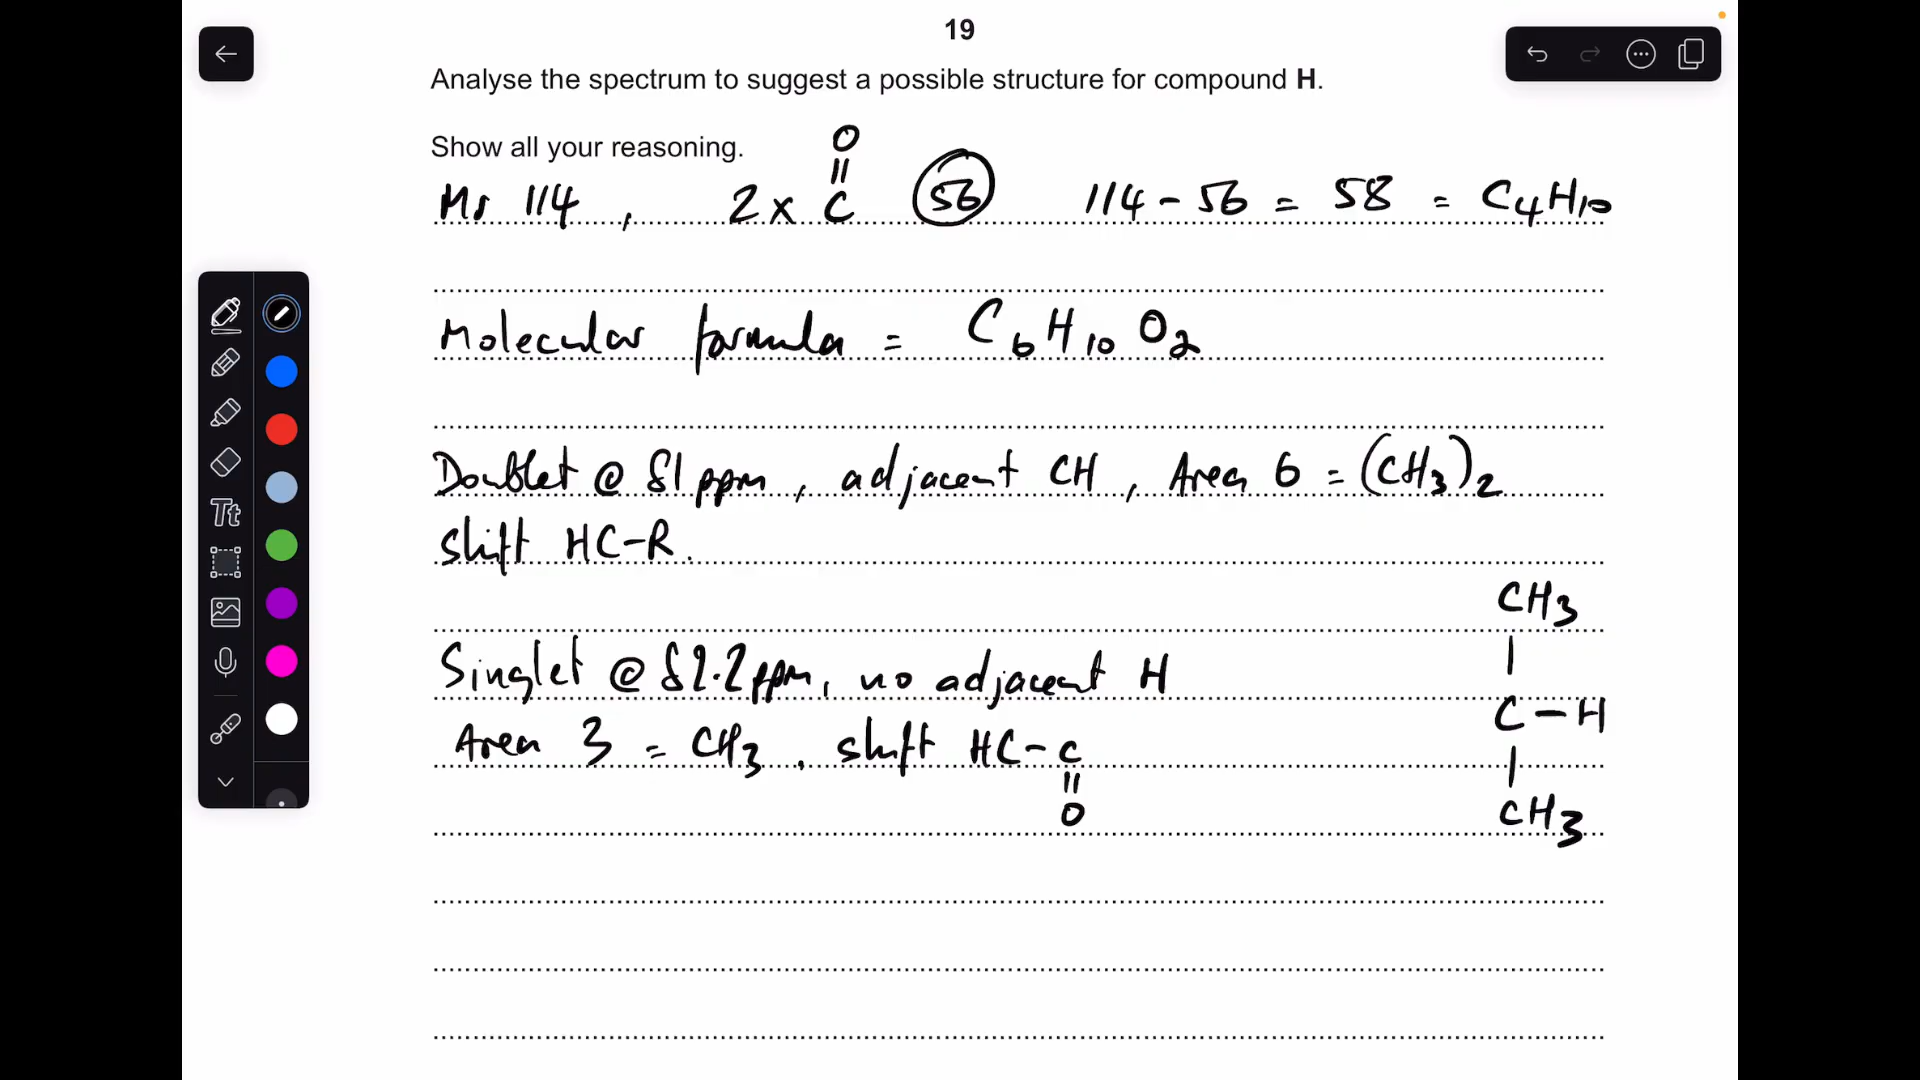 19
Analyse the spectrum to suggest a possible structure for compound H.
Show all your reasoning.
O
||
Mr 114 , 2 x C 56 114 - 56 = 58 = C4H10
Molecular formula = C6H10O2
Doublet @ δ1 ppm , adjacent CH , Area 6 = (CH3)2
shift HC-R.
CH3
|
Singlet @ δ2.2ppm, no adjacent H
C-H
Area 3 = CH3 . shift HC-C
|
||
O
CH3
Tt